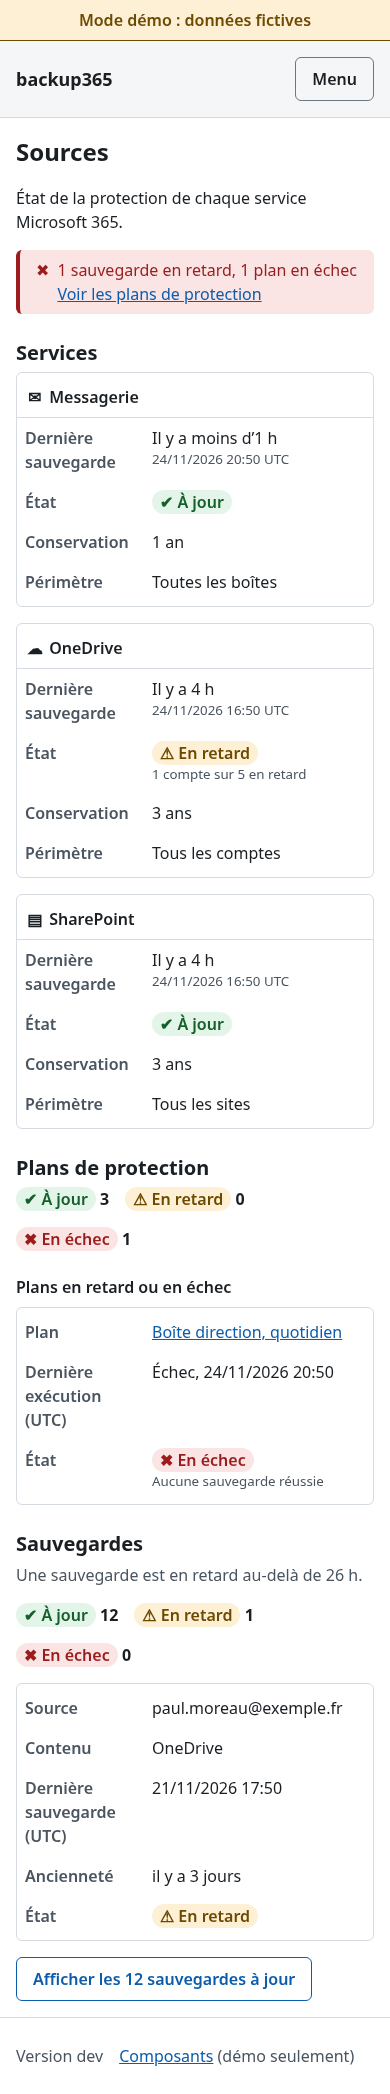 Mode démo : données fictives
backup365
Menu
Sources
État de la protection de chaque service
Microsoft 365.
✖ 1 sauvegarde en retard, 1 plan en échec
Voir les plans de protection
Services
✉ Messagerie
Dernière
sauvegarde
Il y a moins d’1 h
24/11/2026 20:50 UTC
État
✔ À jour
Conservation
1 an
Périmètre
Toutes les boîtes
☁ OneDrive
Dernière
sauvegarde
Il y a 4 h
24/11/2026 16:50 UTC
État
⚠ En retard
1 compte sur 5 en retard
Conservation
3 ans
Périmètre
Tous les comptes
▤ SharePoint
Dernière
sauvegarde
Il y a 4 h
24/11/2026 16:50 UTC
État
✔ À jour
Conservation
3 ans
Périmètre
Tous les sites
Plans de protection
✔ À jour 3 ⚠ En retard 0
✖ En échec 1
Plans en retard ou en échec
Plan
Boîte direction, quotidien
Dernière
exécution
(UTC)
Échec, 24/11/2026 20:50
État
✖ En échec
Aucune sauvegarde réussie
Sauvegardes
Une sauvegarde est en retard au-delà de 26 h.
✔ À jour 12 ⚠ En retard 1
✖ En échec 0
Source
paul.moreau@exemple.fr
Contenu
OneDrive
Dernière
sauvegarde
(UTC)
21/11/2026 17:50
Ancienneté
il y a 3 jours
État
⚠ En retard
Afficher les 12 sauvegardes à jour
Version dev Composants (démo seulement)